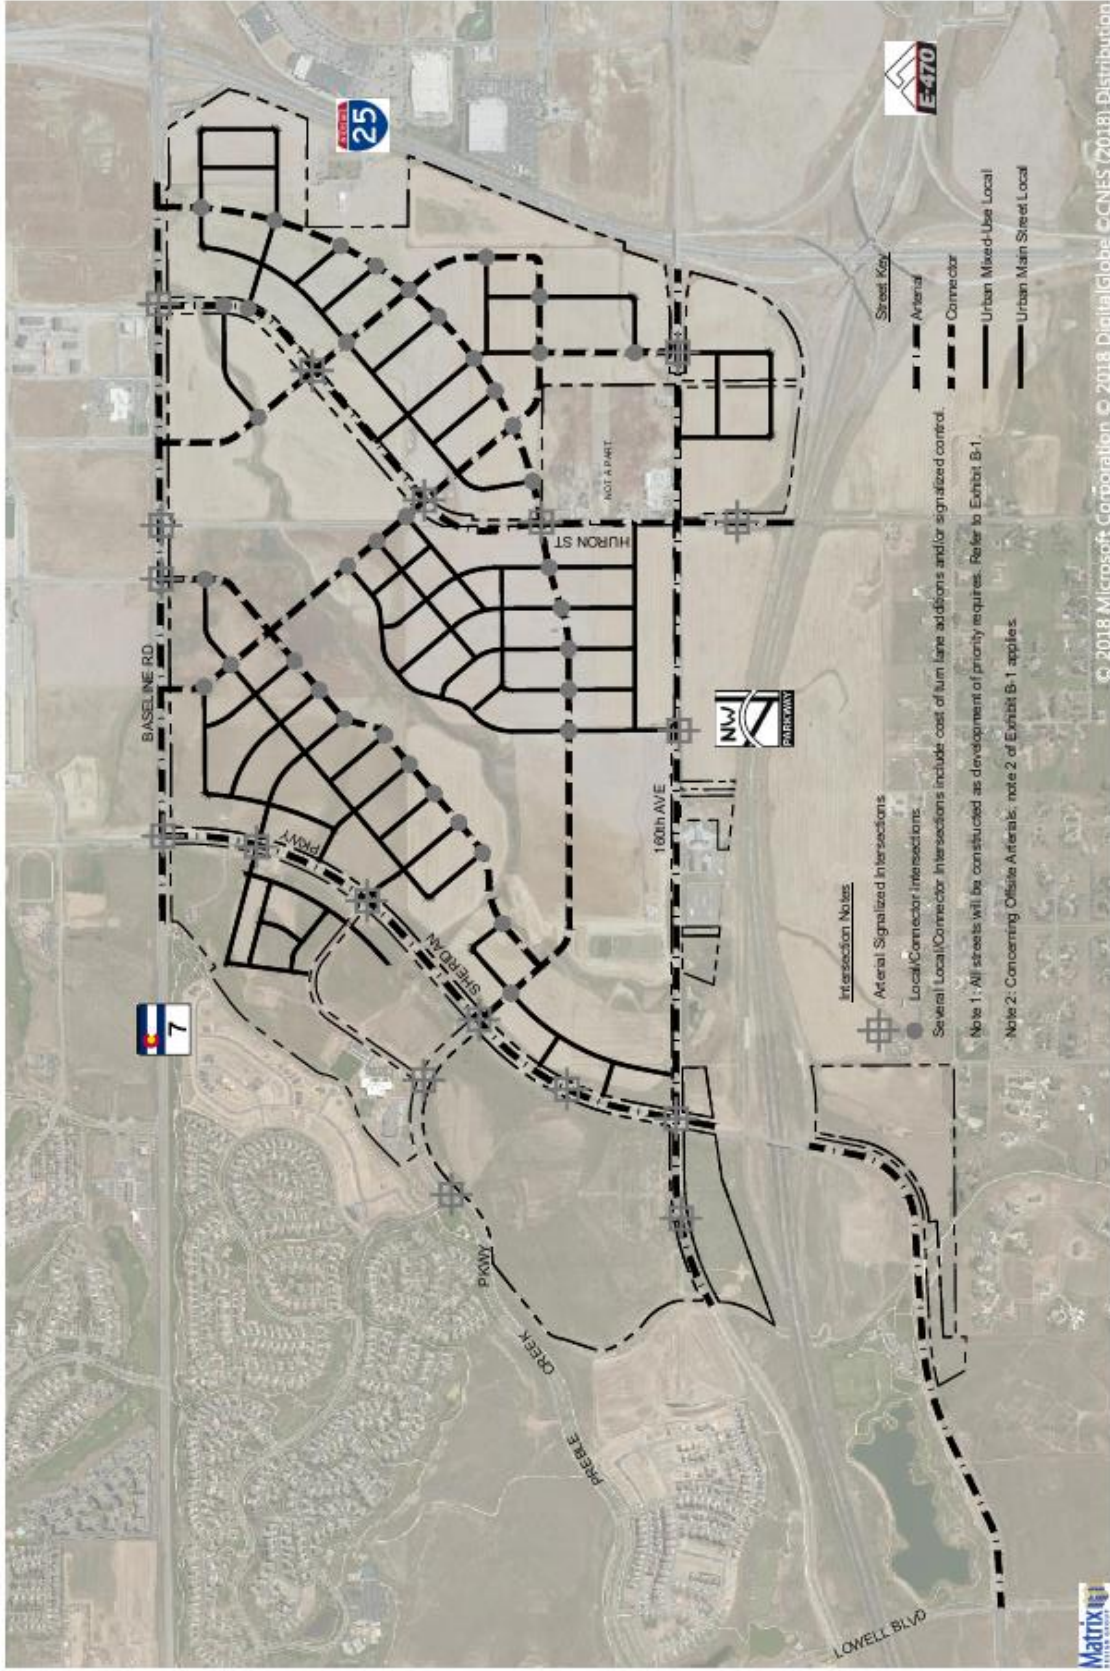 7
BASELINE RD
25
E-470
PKWY
SHERIDAN
HURON ST
NOT A PART
160th AVE
NW
PARKWAY
PKWY
CREEK
PREBLE
LOWELL BLVD
Intersection Notes
Arterial Signalized Intersections
Local/Connector Intersections
Several Local/Connector Intersections include cost of turn lane additions and/or signalized control.
Note 1: All streets will be constructed as development of priority requires. Refer to Exhibit B-1.
Note 2: Concerning Offsite Arterials, note 2 of Exhibit B-1 applies.
Street Key
Arterial
Connector
Urban Mixed-Use Local
Urban Main Street Local
Matrix
© 2018 Microsoft Corporation © 2018 DigitalGlobe ©CNES (2018) Distribution